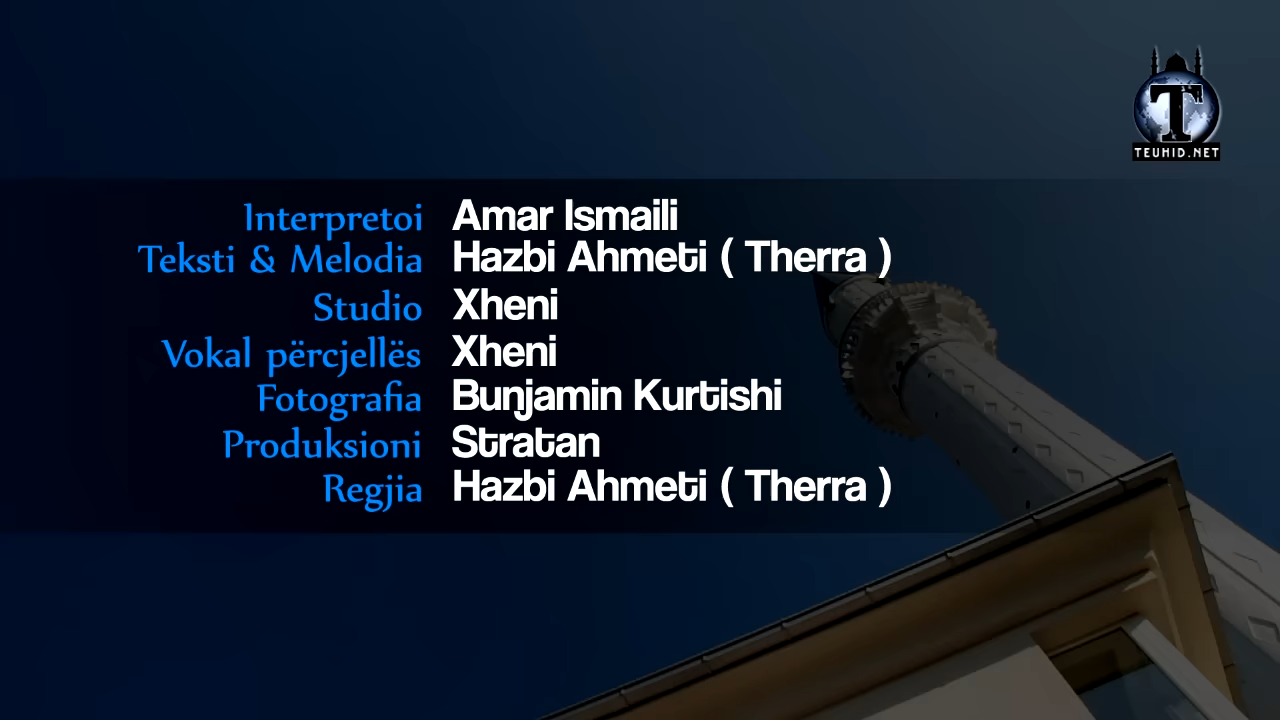 TEUHID.NET
Interpretoi Amar Ismaili
Teksti & Melodia Hazbi Ahmeti ( Therra )
Studio Xheni
Vokal përcjellës Xheni
Fotografia Bunjamin Kurtishi
Produksioni Stratan
Regjia Hazbi Ahmeti ( Therra )